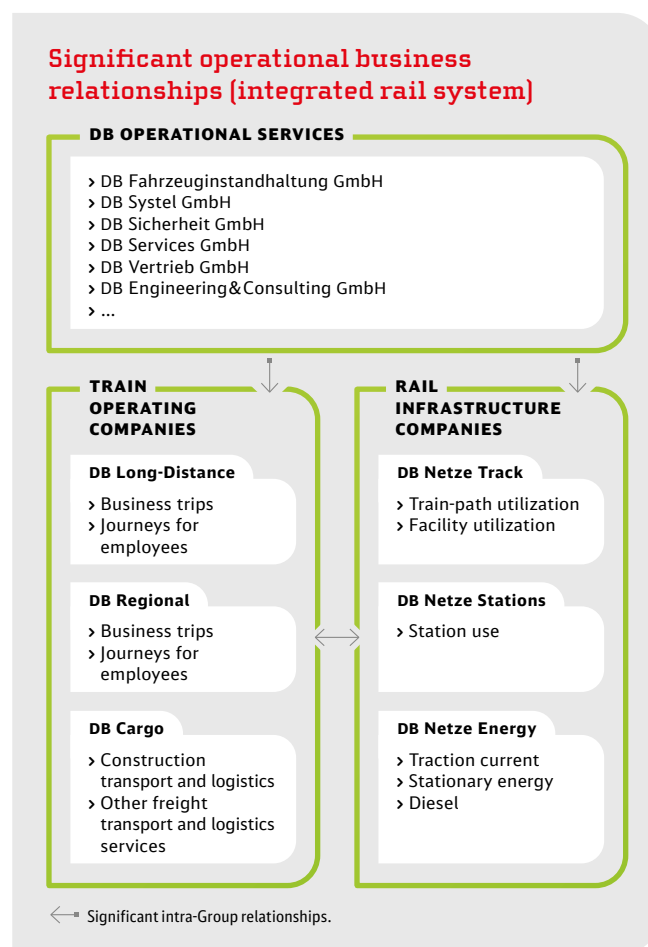 Significant operational business
relationships (integrated rail system)
DB OPERATIONAL SERVICES
› DB Fahrzeuginstandhaltung GmbH
› DB Systel GmbH
› DB Sicherheit GmbH
› DB Services GmbH
› DB Vertrieb GmbH
› DB Engineering&Consulting GmbH
› ...
TRAIN
OPERATING
COMPANIES
DB Long-Distance
› Business trips
› Journeys for
employees
DB Regional
› Business trips
› Journeys for
employees
DB Cargo
› Construction
transport and logistics
› Other freight
transport and logistics
services
RAIL
INFRASTRUCTURE
COMPANIES
DB Netze Track
› Train-path utilization
› Facility utilization
DB Netze Stations
› Station use
DB Netze Energy
› Traction current
› Stationary energy
› Diesel
Significant intra-Group relationships.